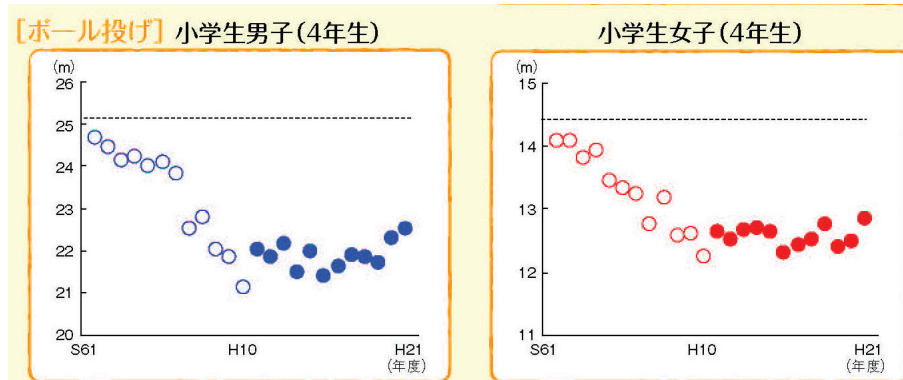 [ボール投げ] 小学生男子（4年生）
(m)
26
25
24
23
22
21
20
S61
H10
H21
(年度)
小学生女子（4年生）
(m)
15
14
13
12
11
S61
H10
H21
(年度)